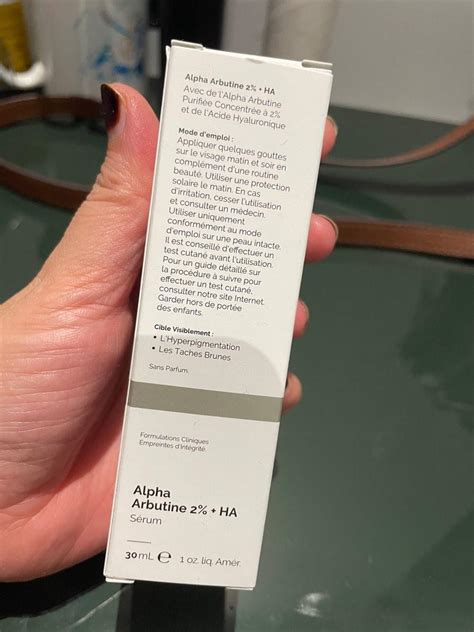 Alpha Arbutine 2% + HA
Avec de l'Alpha Arbutine
Purifiée Concentrée à 2%
et de l'Acide Hyaluronique
Mode d'emploi :
Appliquer quelques gouttes
sur le visage matin et soir en
complément d'une routine
beauté. Utiliser une protection
solaire le matin. En cas
d'irritation, cesser l'utilisation
et consulter un médecin.
Utiliser uniquement
conformément au mode
d'emploi sur une peau intacte.
Il est conseillé d'effectuer un
test cutané avant l'utilisation.
Pour un guide détaillé sur
la procédure à suivre pour
effectuer un test cutané,
consulter notre site Internet.
Garder hors de portée
des enfants.
Cible Visiblement :
• L'Hyperpigmentation
• Les Taches Brunes
Sans Parfum.
Formulations Cliniques
Empreintes d'Intégrité.
Alpha
Arbutine 2% + HA
Sérum
30 mL ℮ 1 oz. liq. Amér.